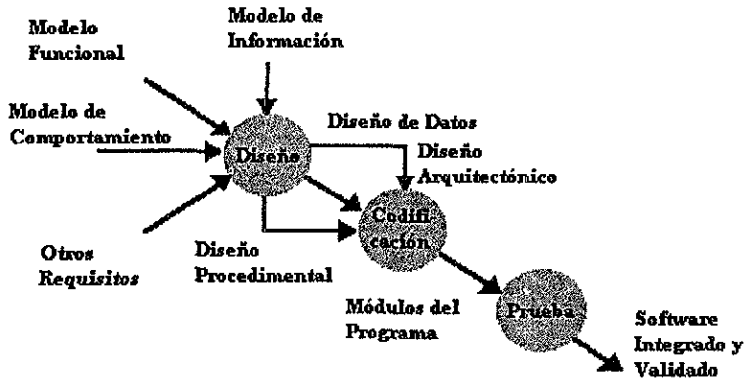 Modelo
Funcional
Modelo de
Información
Modelo de
Comportamiento
Diseño
Diseño de Datos
Diseño
Arquitectónico
Otros
Requisitos
Diseño
Procedimental
Codifi
cación
Módulos del
Programa
Prueba
Software
Integrado y
Validado